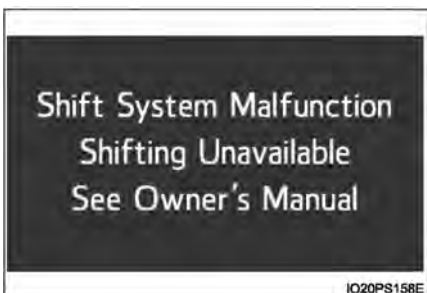 Shift System Malfunction
Shifting Unavailable
See Owner's Manual
IO20PS158E